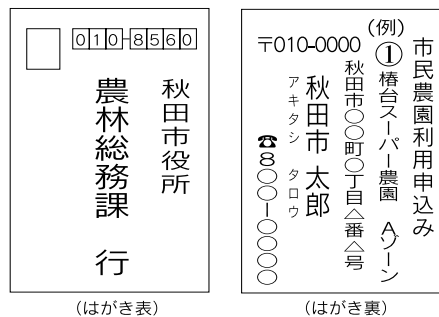 010-8560
秋田市役所
農林総務課 行
(はがき表)
市民農園利用申込み
(例)
①椿台スーパー農園 Aゾーン
〒010-0000
秋田市○○町○丁目△番△号
アキタシ タロウ
秋田市 太郎
☎8○○-○○○○
(はがき裏)